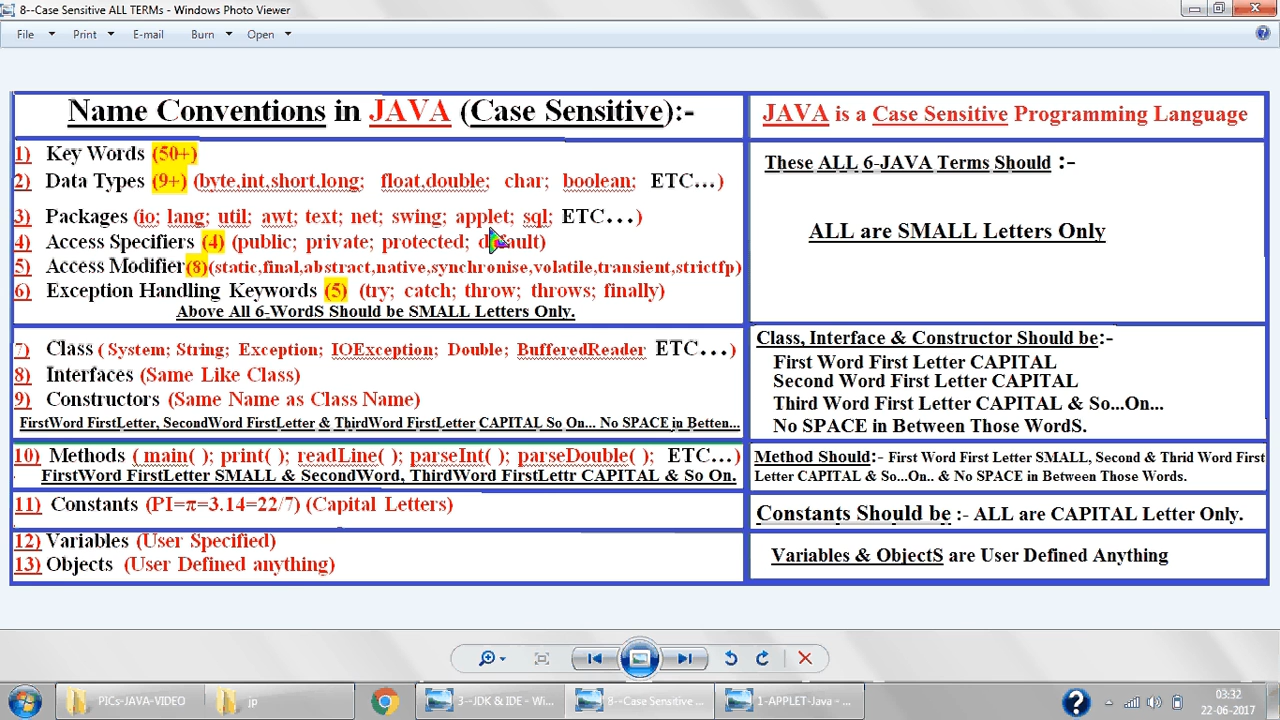 8--Case Sensitive ALL TERMs - Windows Photo Viewer
File Print E-mail Burn Open
Name Conventions in JAVA (Case Sensitive):-
1) Key Words (50+)
2) Data Types (9+) (byte,int,short,long; float,double; char; boolean; ETC...)
3) Packages (io; lang; util; awt; text; net; swing; applet; sql; ETC...)
4) Access Specifiers (4) (public; private; protected; default)
5) Access Modifier(8)(static,final,abstract,native,synchronise,volatile,transient,strictfp)
6) Exception Handling Keywords (5) (try; catch; throw; throws; finally)
Above All 6-WordS Should be SMALL Letters Only.
7) Class ( System; String; Exception; IOException; Double; BufferedReader ETC...)
8) Interfaces (Same Like Class)
9) Constructors (Same Name as Class Name)
FirstWord FirstLetter, SecondWord FirstLetter & ThirdWord FirstLetter CAPITAL So On... No SPACE in Betten...
10) Methods ( main( ); print( ); readLine( ); parseInt( ); parseDouble( ); ETC...)
FirstWord FirstLetter SMALL & SecondWord, ThirdWord FirstLettr CAPITAL & So On.
11) Constants (PI=π=3.14=22/7) (Capital Letters)
12) Variables (User Specified)
13) Objects (User Defined anything)
JAVA is a Case Sensitive Programming Language
These ALL 6-JAVA Terms Should :-
ALL are SMALL Letters Only
Class, Interface & Constructor Should be:-
First Word First Letter CAPITAL
Second Word First Letter CAPITAL
Third Word First Letter CAPITAL & So...On...
No SPACE in Between Those WordS.
Method Should:- First Word First Letter SMALL, Second & Thrid Word First
Letter CAPITAL & So...On.. & No SPACE in Between Those Words.
Constants Should be :- ALL are CAPITAL Letter Only.
Variables & ObjectS are User Defined Anything
PICs-JAVA-VIDEO
jp
3--JDK & IDE - Wi...
8--Case Sensitive ...
1-APPLET-Java - ...
03:32
22-06-2017